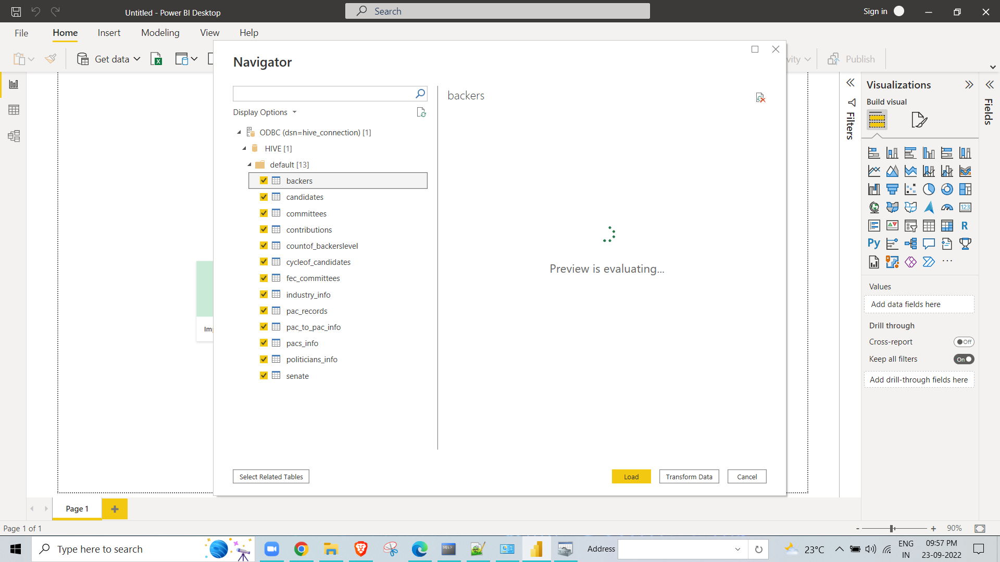 Untitled - Power BI Desktop
Search
Sign in
File
Home
Insert
Modeling
View
Help
Get data
Publish
Navigator
Display Options
ODBC (dsn=hive_connection) [1]
HIVE [1]
default [13]
backers
candidates
committees
contributions
countof_backerslevel
cycleof_candidates
fec_committees
industry_info
pac_records
pac_to_pac_info
pacs_info
politicians_info
senate
backers
Preview is evaluating...
Select Related Tables
Load
Transform Data
Cancel
Filters
Visualizations
Build visual
123
R
Py
Values
Add data fields here
Drill through
Cross-report
Off
Keep all filters
On
Add drill-through fields here
Fields
Page 1
Page 1 of 1
90%
Type here to search
SQL>
Address
23°C
ENG
IN
09:57 PM
23-09-2022